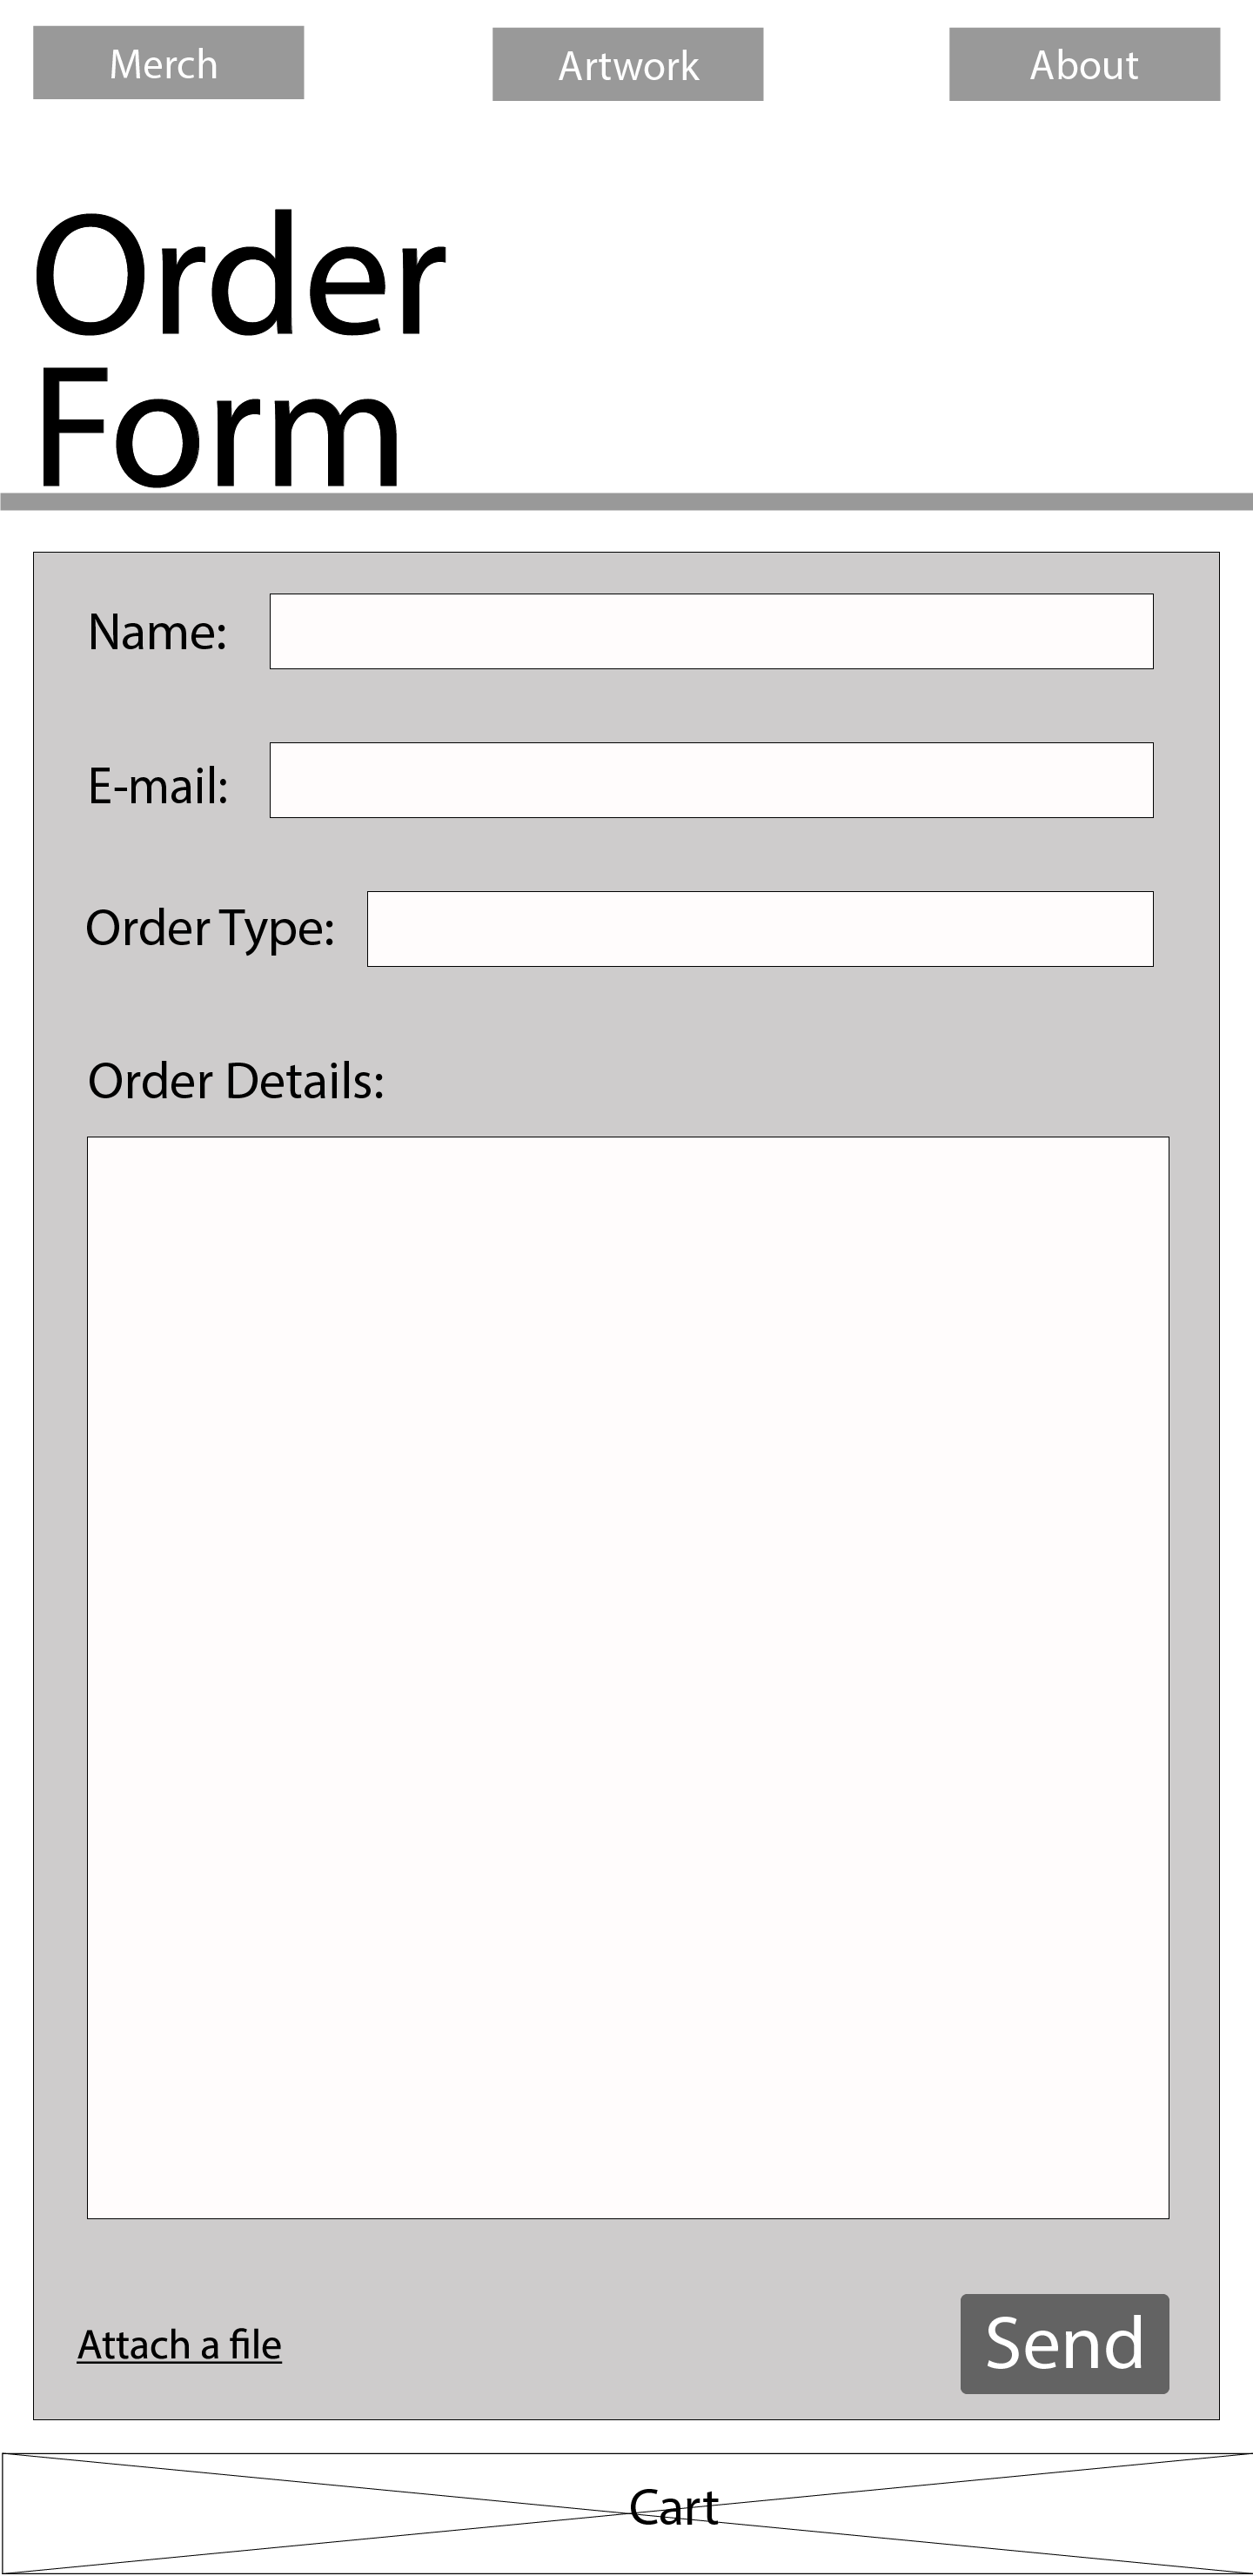 Merch Artwork About
Order
Form
Name:
E-mail:
Order Type:
Order Details:
Attach a file Send
Cart